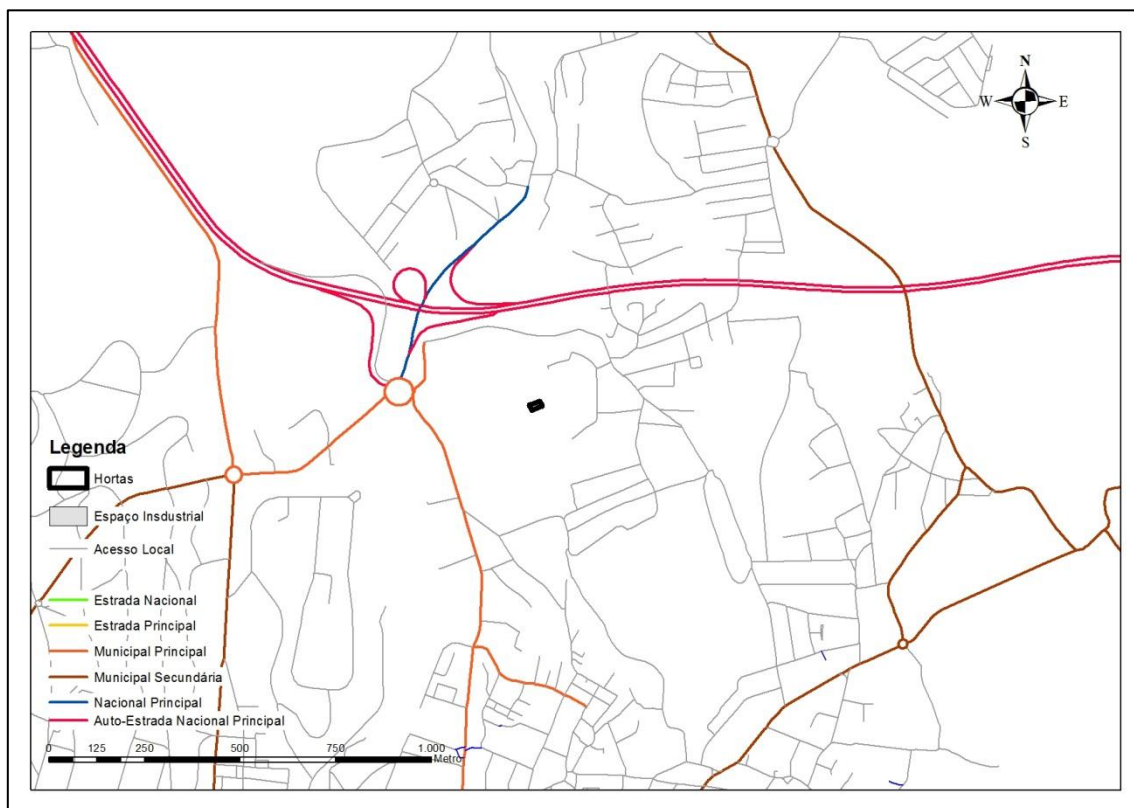 N
W E
S
Legenda
Hortas
Espaço Insdustrial
Acesso Local
Estrada Nacional
Estrada Principal
Municipal Principal
Municipal Secundária
Nacional Principal
Auto-Estrada Nacional Principal
0 125 250 500 750 1.000
Metro